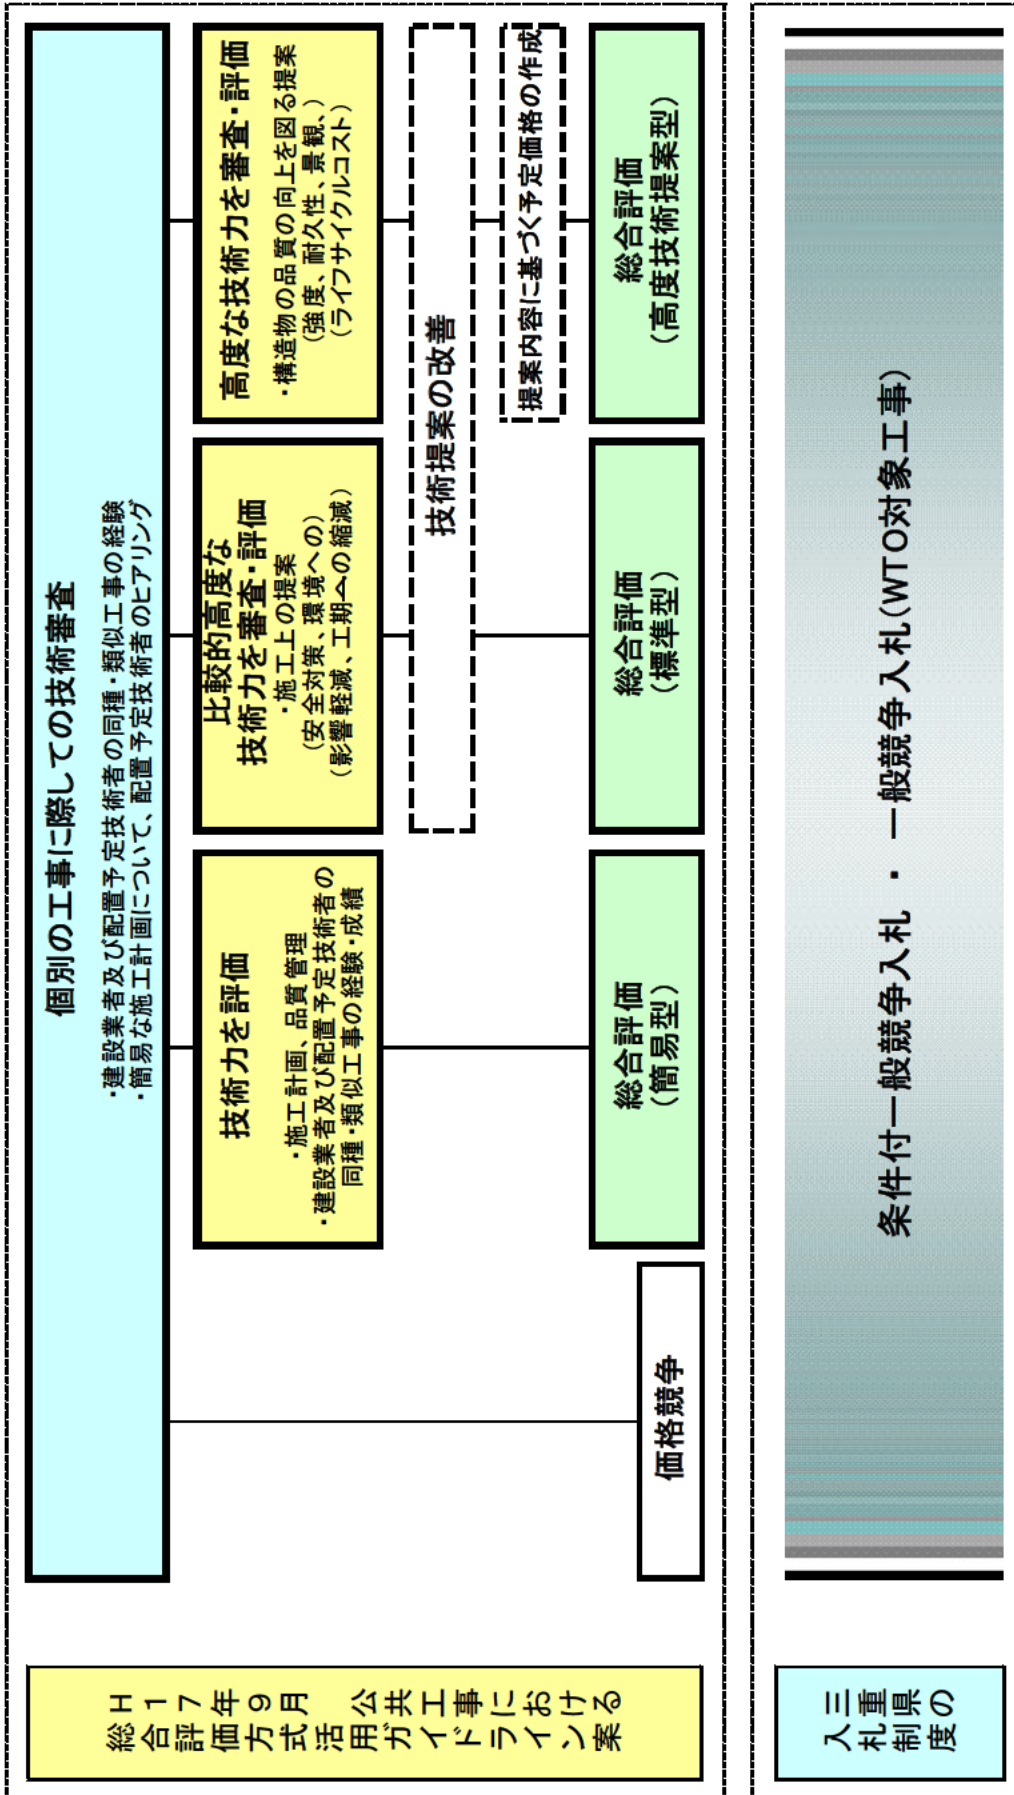 個別の工事に際しての技術審査
・建設業者及び配置予定技術者の同種・類似工事の経験
・簡易な施工計画について、配置予定技術者のヒアリング
技術力を評価
・施工計画、品質管理
・建設業者及び配置予定技術者の
同種・類似工事の経験・成績
比較的高度な
技術力を審査・評価
・施工上の提案
(安全対策、環境への)
(影響軽減、工期への縮減)
高度な技術力を審査・評価
・構造物の品質の向上を図る提案
(強度、耐久性、景観、)
(ライフサイクルコスト)
技術提案の改善
提案内容に基づく予定価格の作成
価格競争
総合評価
(簡易型)
総合評価
(標準型)
総合評価
(高度技術提案型)
H17年9月 公共工事における
総合評価方式活用ガイドライン案
条件付一般競争入札 ・ 一般競争入札(WTO対象工事)
三重県の
入札制度